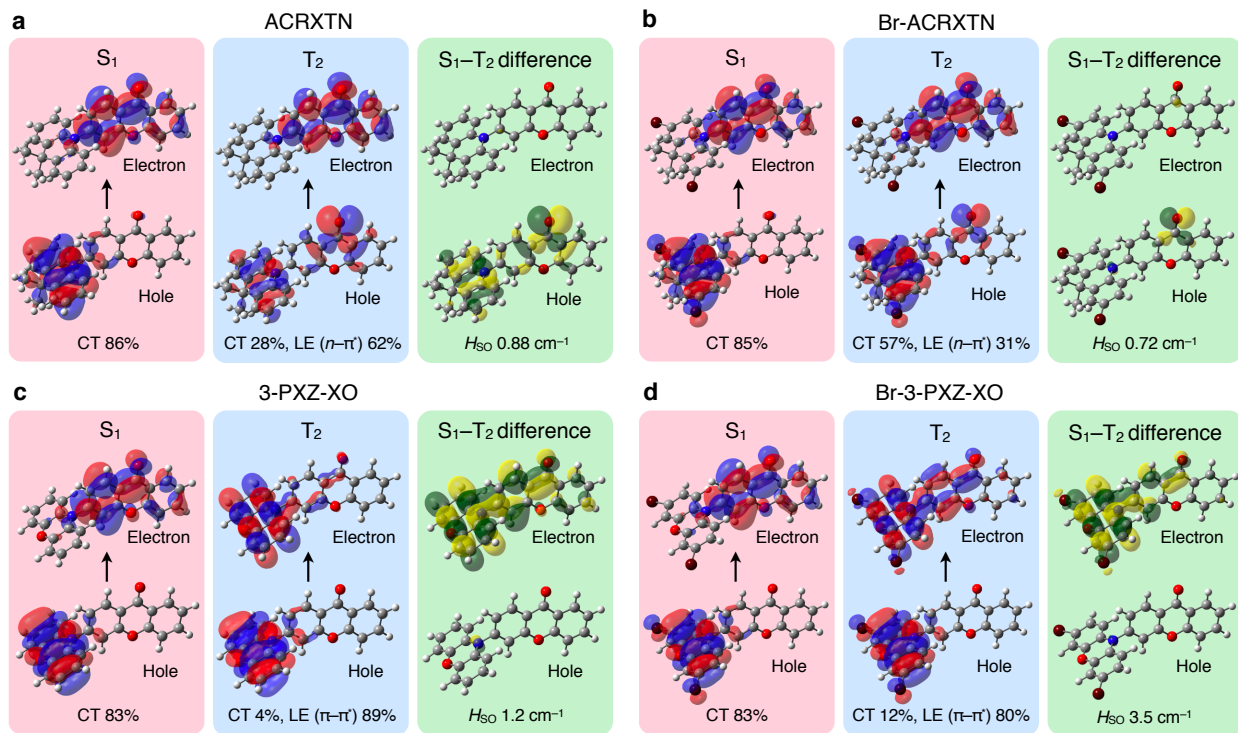 a
ACRXTN
S₁
T₂
S₁–T₂ difference
Electron
Electron
Electron
Hole
Hole
Hole
CT 86%
CT 28%, LE (n–π*) 62%
H_SO 0.88 cm⁻¹
b
Br-ACRXTN
S₁
T₂
S₁–T₂ difference
Electron
Electron
Electron
Hole
Hole
Hole
CT 85%
CT 57%, LE (n–π*) 31%
H_SO 0.72 cm⁻¹
c
3-PXZ-XO
S₁
T₂
S₁–T₂ difference
Electron
Electron
Electron
Hole
Hole
Hole
CT 83%
CT 4%, LE (π–π*) 89%
H_SO 1.2 cm⁻¹
d
Br-3-PXZ-XO
S₁
T₂
S₁–T₂ difference
Electron
Electron
Electron
Hole
Hole
Hole
CT 83%
CT 12%, LE (π–π*) 80%
H_SO 3.5 cm⁻¹